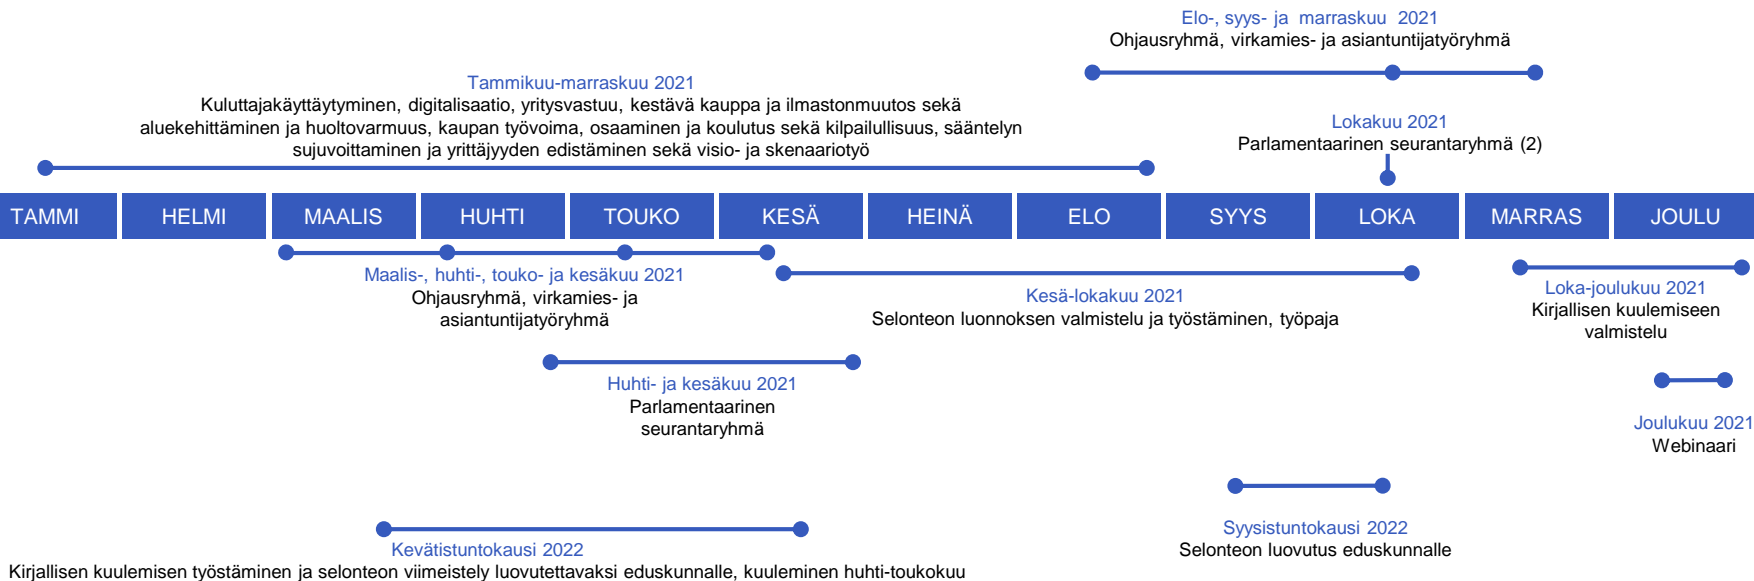 Elo-, syys- ja marraskuu 2021
Ohjausryhmä, virkamies- ja asiantuntijatyöryhmä
Tammikuu-marraskuu 2021
Kuluttajakäyttäytyminen, digitalisaatio, yritysvastuu, kestävä kauppa ja ilmastonmuutos sekä
aluekehittäminen ja huoltovarmuus, kaupan työvoima, osaaminen ja koulutus sekä kilpailullisuus, sääntelyn
sujuvoittaminen ja yrittäjyyden edistäminen sekä visio- ja skenaariotyö
Lokakuu 2021
Parlamentaarinen seurantaryhmä (2)
TAMMI HELMI MAALIS HUHTI TOUKO KESÄ HEINÄ ELO SYYS LOKA MARRAS JOULU
Maalis-, huhti-, touko- ja kesäkuu 2021
Ohjausryhmä, virkamies- ja
asiantuntijatyöryhmä
Kesä-lokakuu 2021
Selonteon luonnoksen valmistelu ja työstäminen, työpaja
Loka-joulukuu 2021
Kirjallisen kuulemiseen
valmistelu
Huhti- ja kesäkuu 2021
Parlamentaarinen
seurantaryhmä
Joulukuu 2021
Webinaari
Syysistuntokausi 2022
Selonteon luovutus eduskunnalle
Kevätistuntokausi 2022
Kirjallisen kuulemisen työstäminen ja selonteon viimeistely luovutettavaksi eduskunnalle, kuuleminen huhti-toukokuu